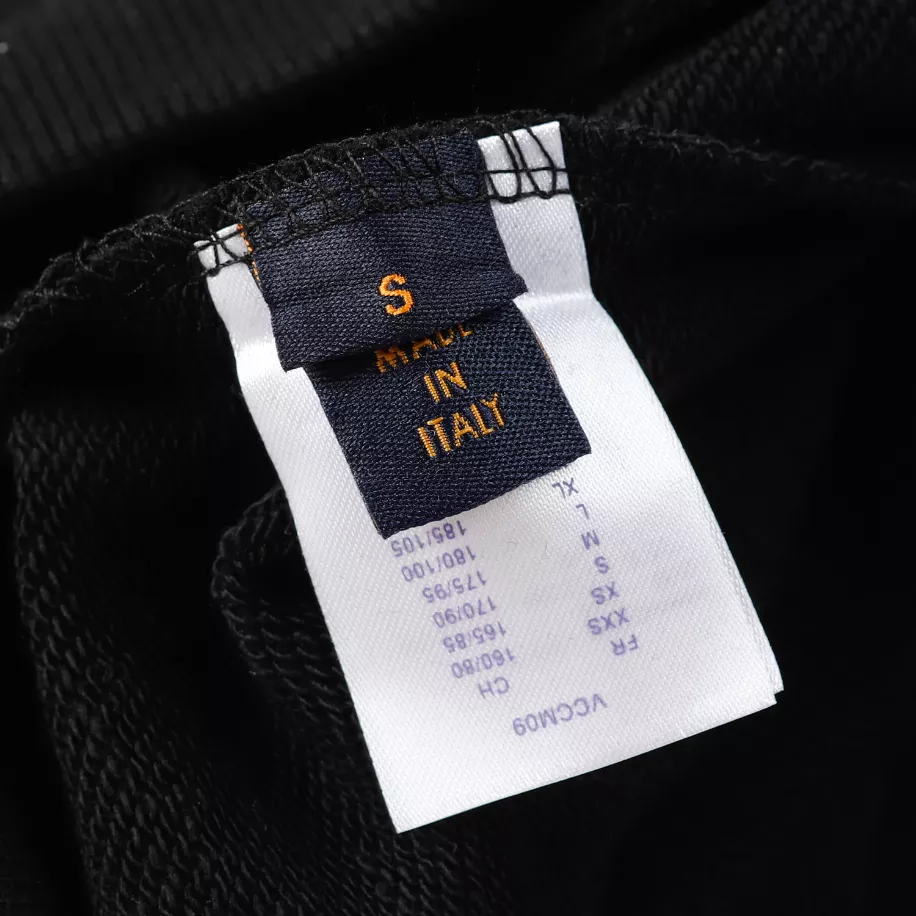 S
MADE
IN
ITALY
VCCM09
FR CH
XXS 160/80
XS 165/85
S 170/90
M 175/95
L 180/100
XL 185/105